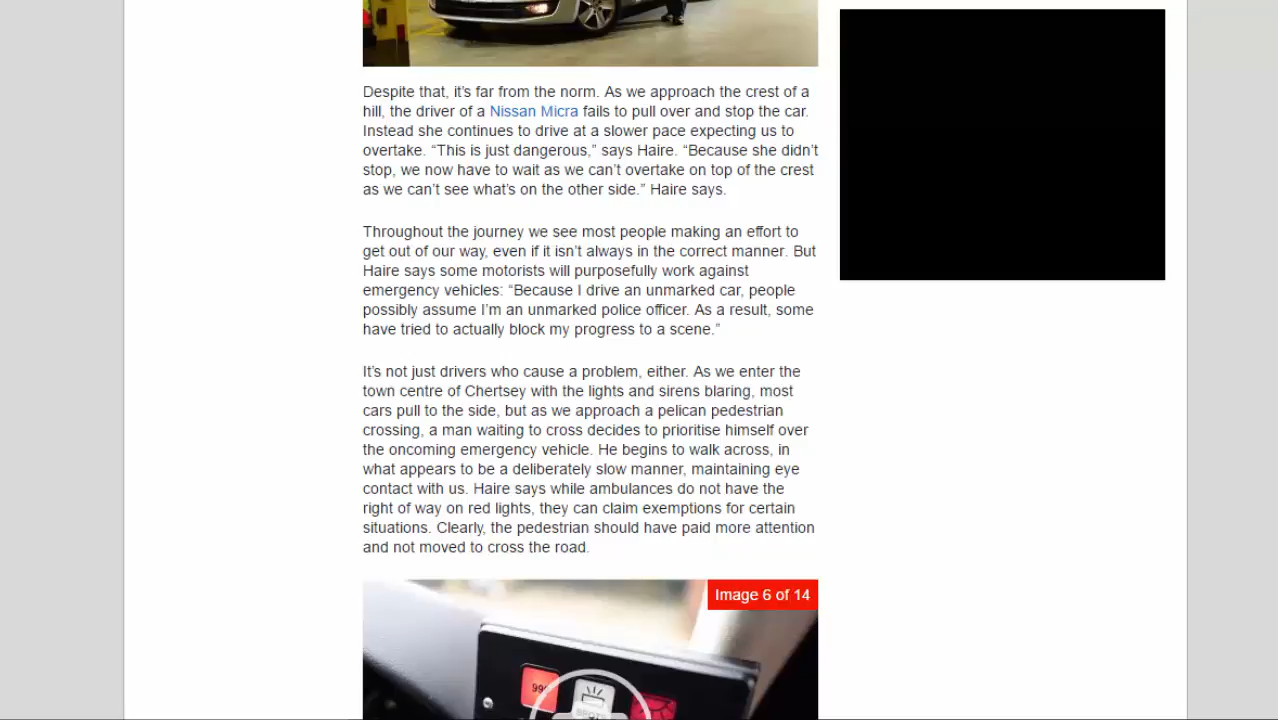 Despite that, it’s far from the norm. As we approach the crest of a
hill, the driver of a Nissan Micra fails to pull over and stop the car.
Instead she continues to drive at a slower pace expecting us to
overtake. “This is just dangerous,” says Haire. “Because she didn’t
stop, we now have to wait as we can’t overtake on top of the crest
as we can’t see what’s on the other side.” Haire says.
Throughout the journey we see most people making an effort to
get out of our way, even if it isn’t always in the correct manner. But
Haire says some motorists will purposefully work against
emergency vehicles: “Because I drive an unmarked car, people
possibly assume I’m an unmarked police officer. As a result, some
have tried to actually block my progress to a scene.”
It’s not just drivers who cause a problem, either. As we enter the
town centre of Chertsey with the lights and sirens blaring, most
cars pull to the side, but as we approach a pelican pedestrian
crossing, a man waiting to cross decides to prioritise himself over
the oncoming emergency vehicle. He begins to walk across, in
what appears to be a deliberately slow manner, maintaining eye
contact with us. Haire says while ambulances do not have the
right of way on red lights, they can claim exemptions for certain
situations. Clearly, the pedestrian should have paid more attention
and not moved to cross the road.
Image 6 of 14